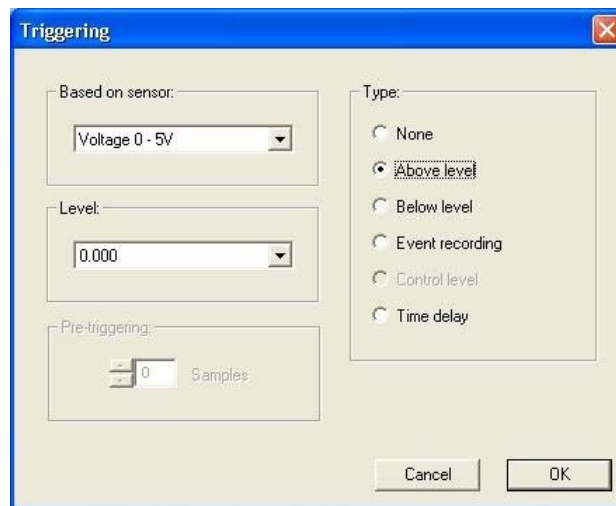 Triggering
Based on sensor:
Voltage 0 - 5V
Level:
0.000
Pre-triggering:
0 Samples
Type:
None
Above level
Below level
Event recording
Control level
Time delay
Cancel OK